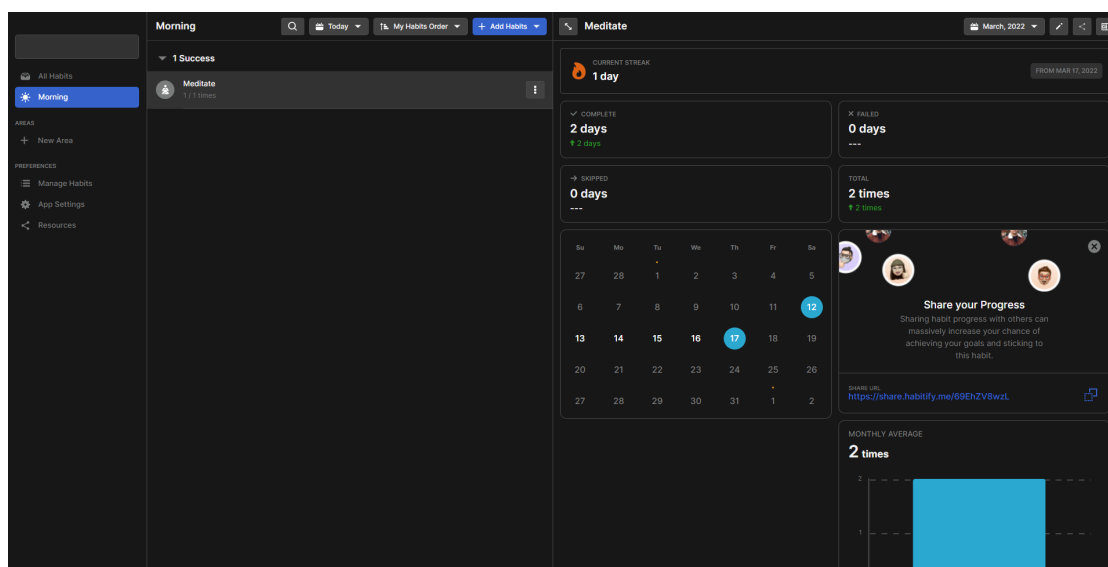 Morning
Today
My Habits Order
+ Add Habits
Meditate
March, 2022
All Habits
Morning
AREAS
+ New Area
PREFERENCES
Manage Habits
App Settings
Resources
1 Success
Meditate
1 / 1 times
CURRENT STREAK
1 day
FROM MAR 17, 2022
COMPLETE
2 days
2 days
FAILED
0 days
---
SKIPPED
0 days
---
TOTAL
2 times
2 times
Su Mo Tu We Th Fr Sa
27 28 1 2 3 4 5
6 7 8 9 10 11 12
13 14 15 16 17 18 19
20 21 22 23 24 25 26
27 28 29 30 31 1 2
Share your Progress
Sharing habit progress with others can
massively increase your chance of
achieving your goals and sticking to
this habit.
SHARE URL
https://share.habitify.me/69EhZV8wzL
MONTHLY AVERAGE
2 times
2
1